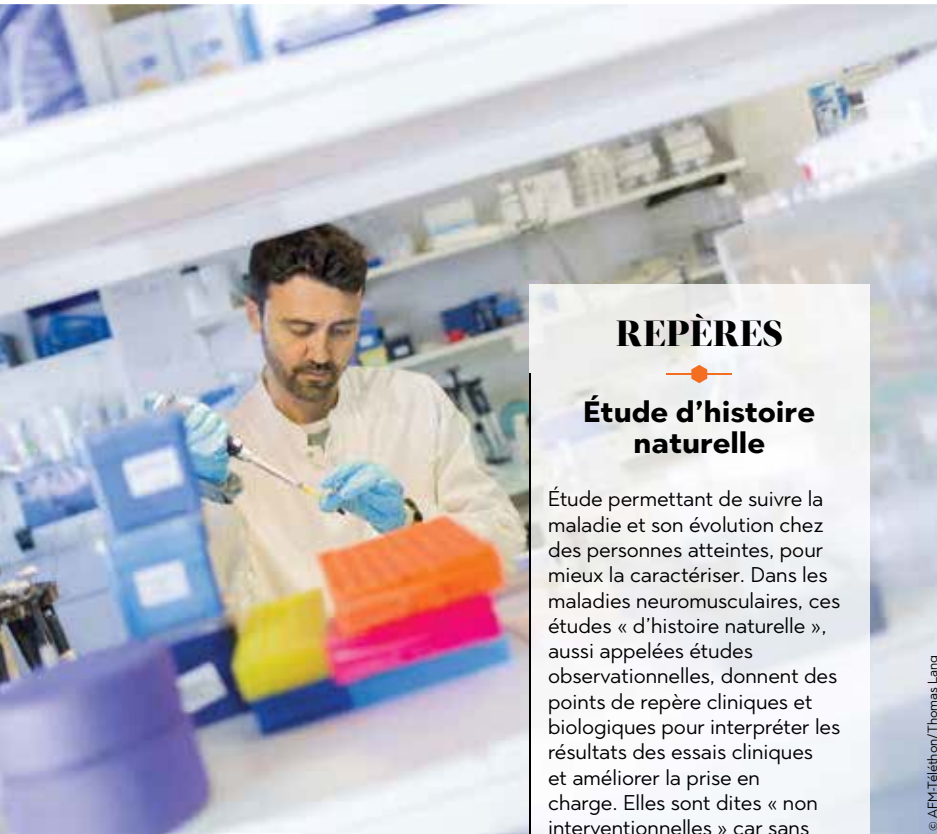 REPÈRES
Étude d’histoire
naturelle
Étude permettant de suivre la
maladie et son évolution chez
des personnes atteintes, pour
mieux la caractériser. Dans les
maladies neuromusculaires, ces
études « d’histoire naturelle »,
aussi appelées études
observationnelles, donnent des
points de repère cliniques et
biologiques pour interpréter les
résultats des essais cliniques
et améliorer la prise en
charge. Elles sont dites « non
interventionnelles » car sans
© AFM-Téléthon/Thomas Lang